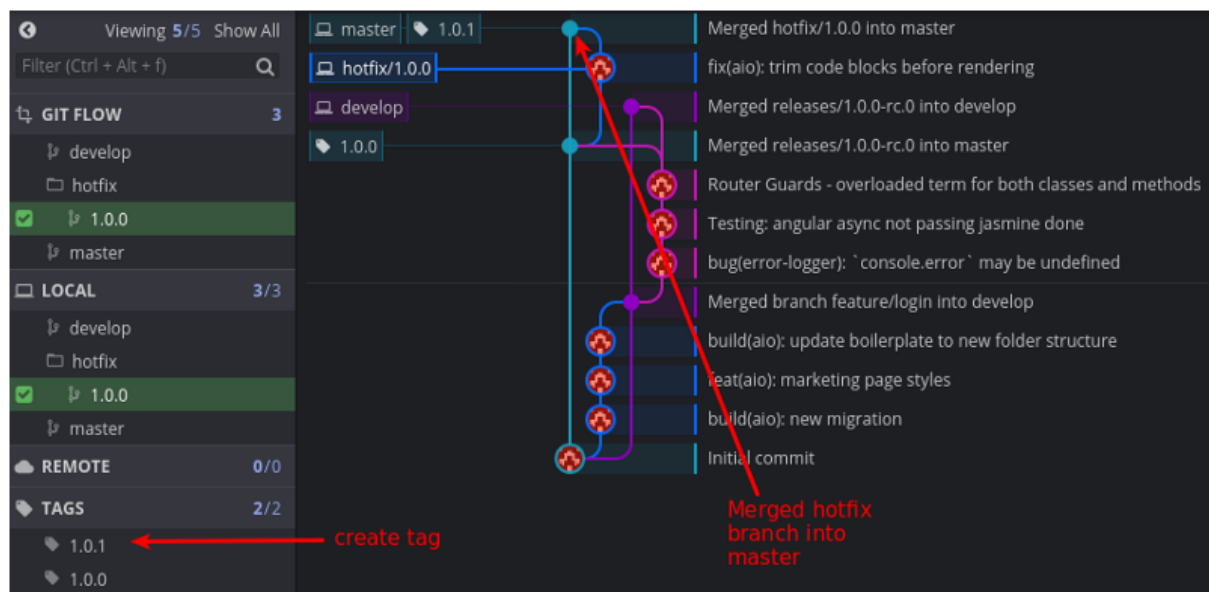 Viewing 5/5 Show All
Filter (Ctrl + Alt + f)
GIT FLOW 3
develop
hotfix
1.0.0
master
LOCAL 3/3
develop
hotfix
1.0.0
master
REMOTE 0/0
TAGS 2/2
1.0.1
1.0.0
master 1.0.1 Merged hotfix/1.0.0 into master
hotfix/1.0.0 fix(aio): trim code blocks before rendering
develop Merged releases/1.0.0-rc.0 into develop
1.0.0 Merged releases/1.0.0-rc.0 into master
Router Guards - overloaded term for both classes and methods
Testing: angular async not passing jasmine done
bug(error-logger): `console.error` may be undefined
Merged branch feature/login into develop
build(aio): update boilerplate to new folder structure
feat(aio): marketing page styles
build(aio): new migration
Initial commit
create tag
Merged hotfix
branch into
master